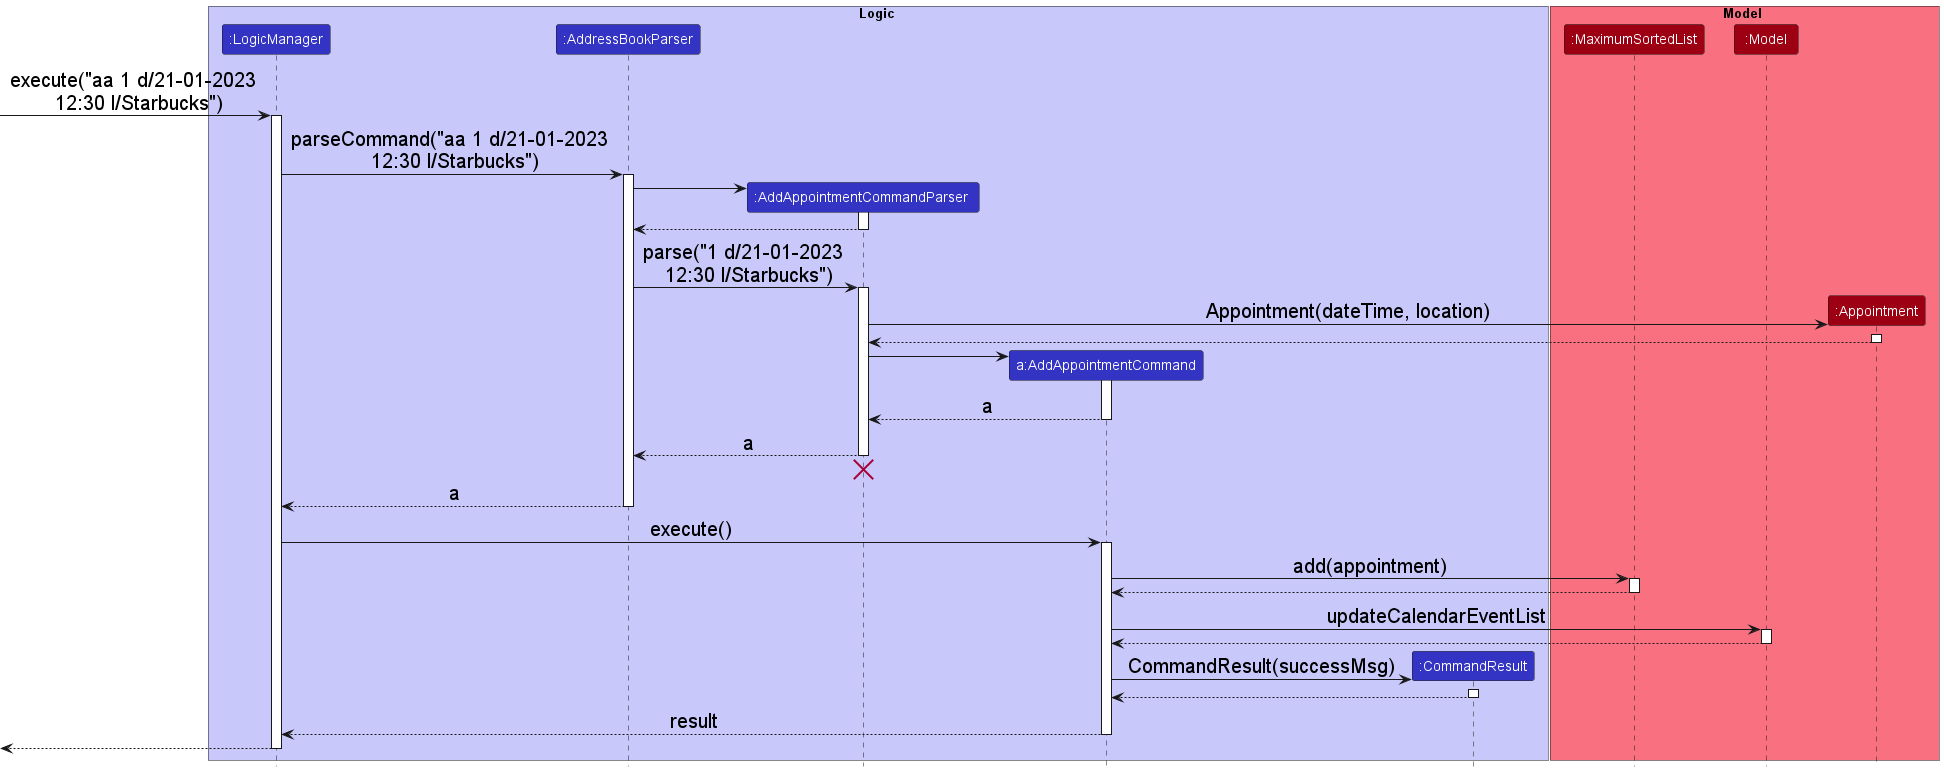 Logic
Model
:LogicManager
:AddressBookParser
:MaximumSortedList
:Model
execute("aa 1 d/21-01-2023
12:30 l/Starbucks")
parseCommand("aa 1 d/21-01-2023
12:30 l/Starbucks")
:AddAppointmentCommandParser
parse("1 d/21-01-2023
12:30 l/Starbucks")
Appointment(dateTime, location)
:Appointment
a:AddAppointmentCommand
a
a
a
execute()
add(appointment)
updateCalendarEventList
CommandResult(successMsg)
:CommandResult
result